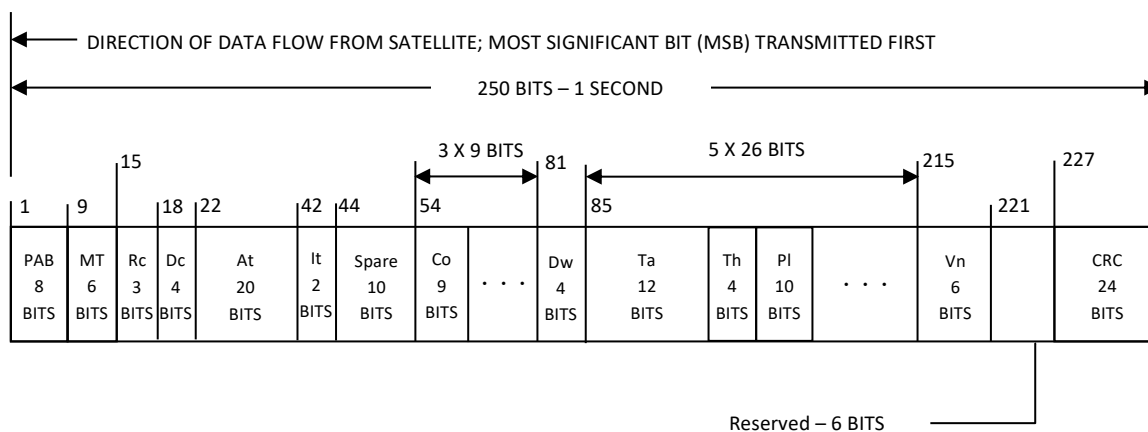 DIRECTION OF DATA FLOW FROM SATELLITE; MOST SIGNIFICANT BIT (MSB) TRANSMITTED FIRST
250 BITS – 1 SECOND
3 X 9 BITS
5 X 26 BITS
1
9
15
18
22
42
44
54
81
85
215
221
227
PAB
8
BITS
MT
6
BITS
Rc
3
BITS
Dc
4
BITS
At
20
BITS
It
2
BITS
Spare
10
BITS
Co
9
BITS
. . .
Dw
4
BITS
Ta
12
BITS
Th
4
BITS
Pl
10
BITS
. . .
Vn
6
BITS
CRC
24
BITS
Reserved – 6 BITS